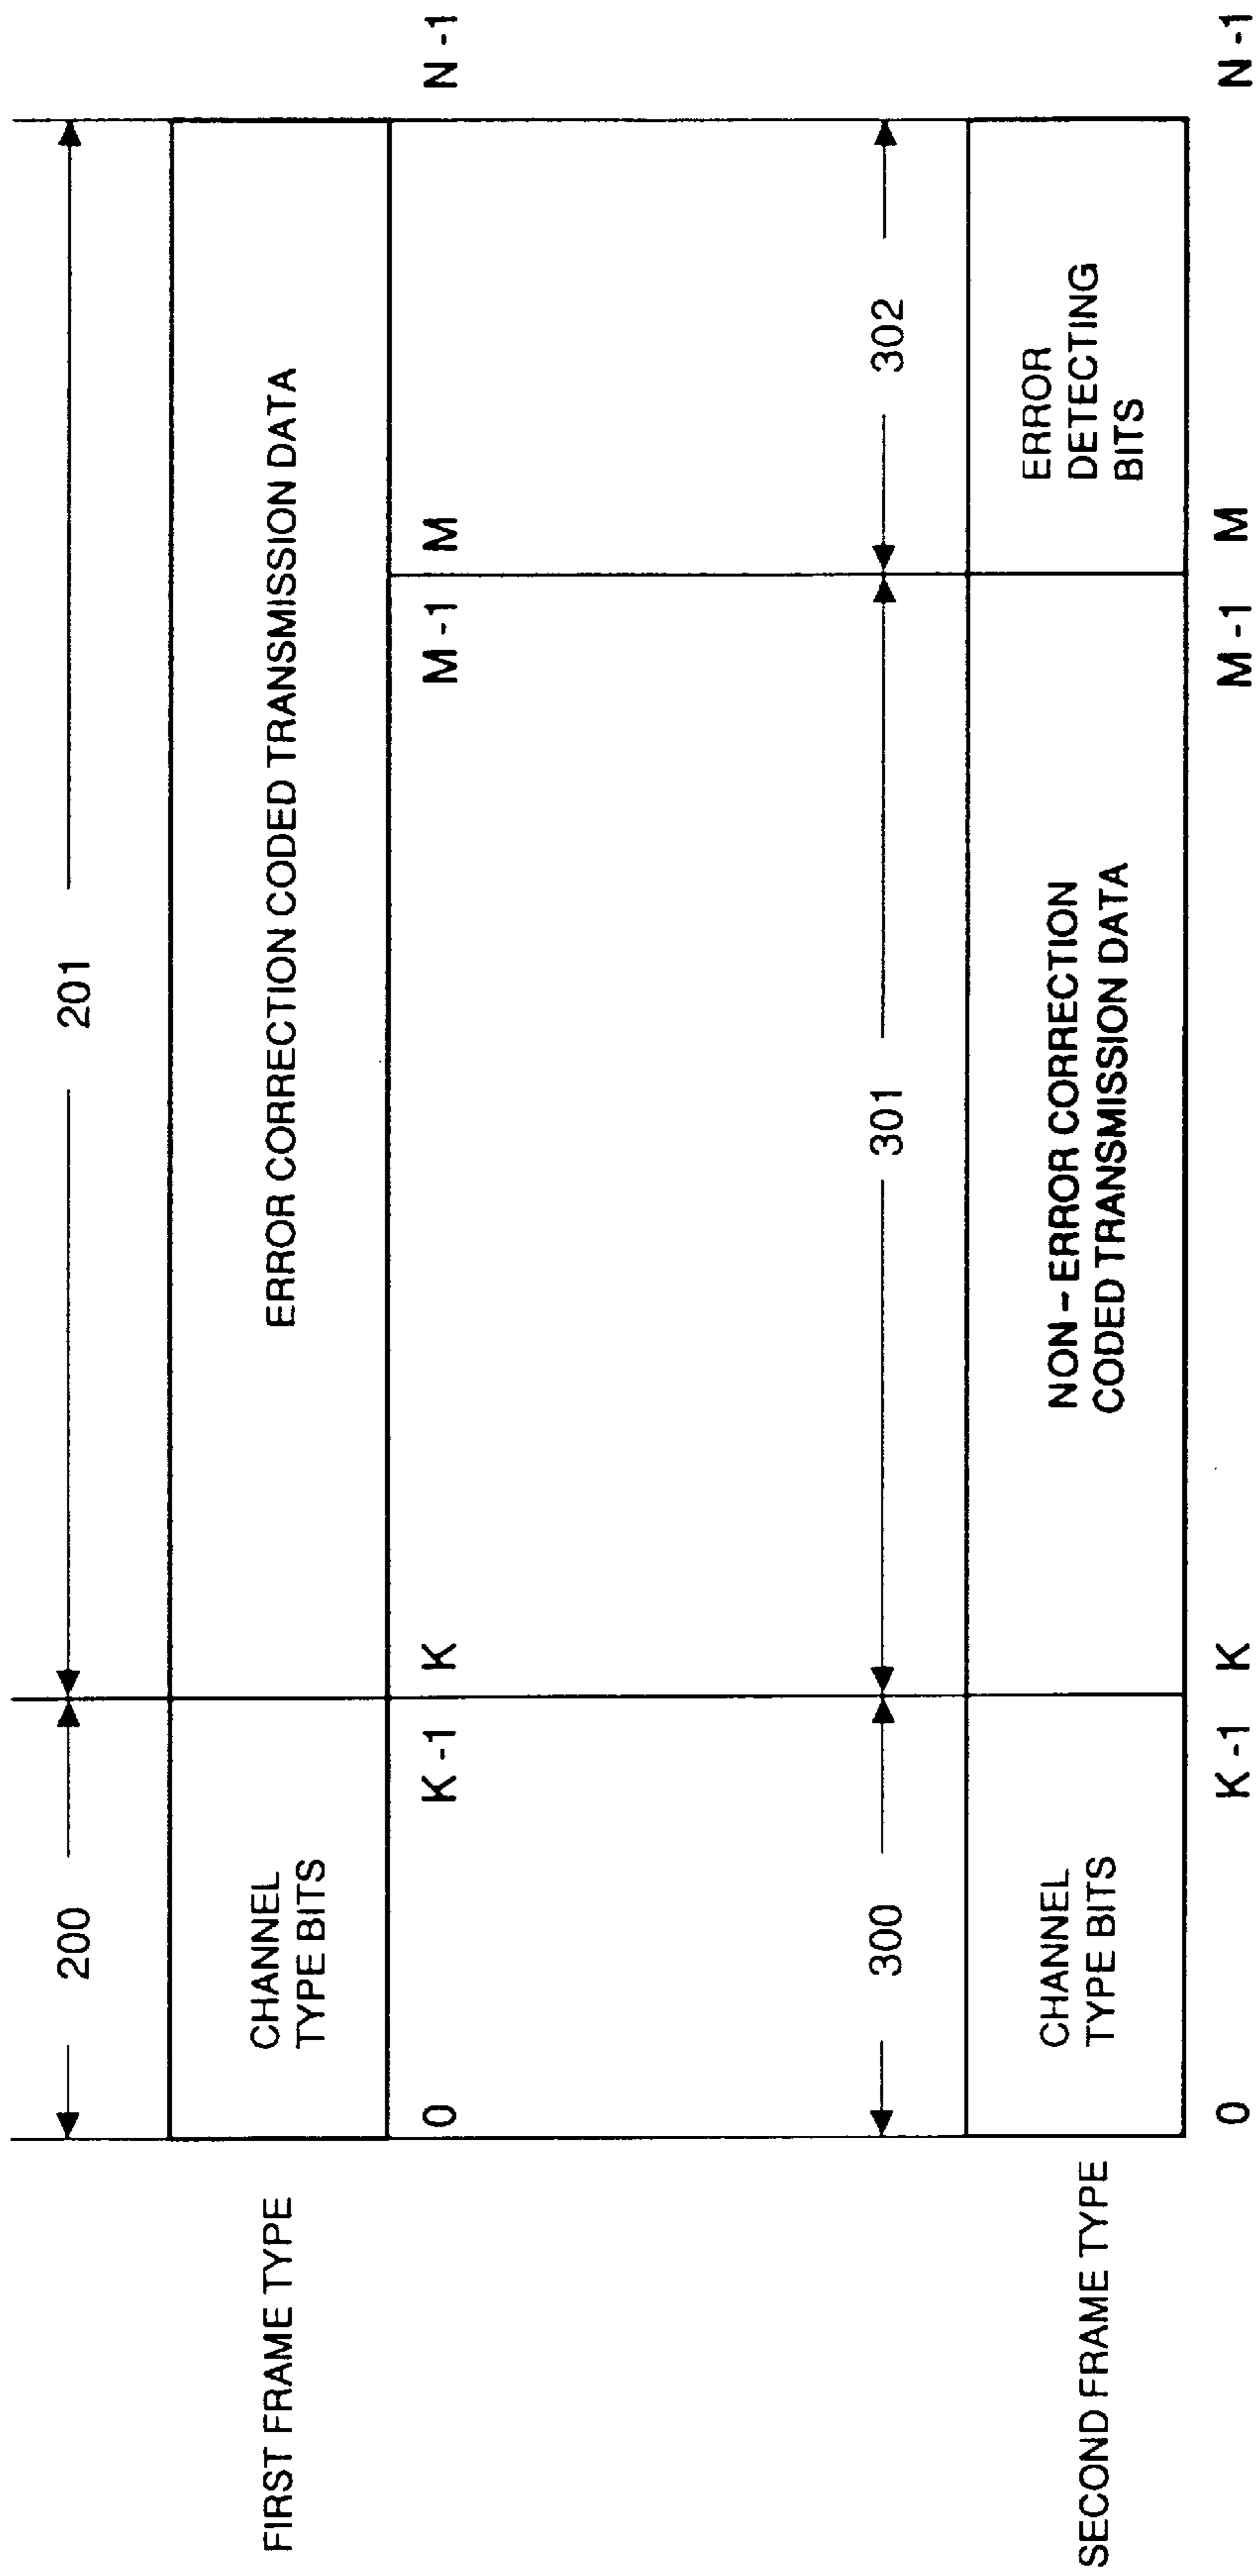 200
201
FIRST FRAME TYPE
CHANNEL
TYPE BITS
ERROR CORRECTION CODED TRANSMISSION DATA
0
K -1
K
M -1
M
N -1
300
301
302
SECOND FRAME TYPE
CHANNEL
TYPE BITS
NON – ERROR CORRECTION
CODED TRANSMISSION DATA
ERROR
DETECTING
BITS
0
K -1
K
M -1
M
N -1